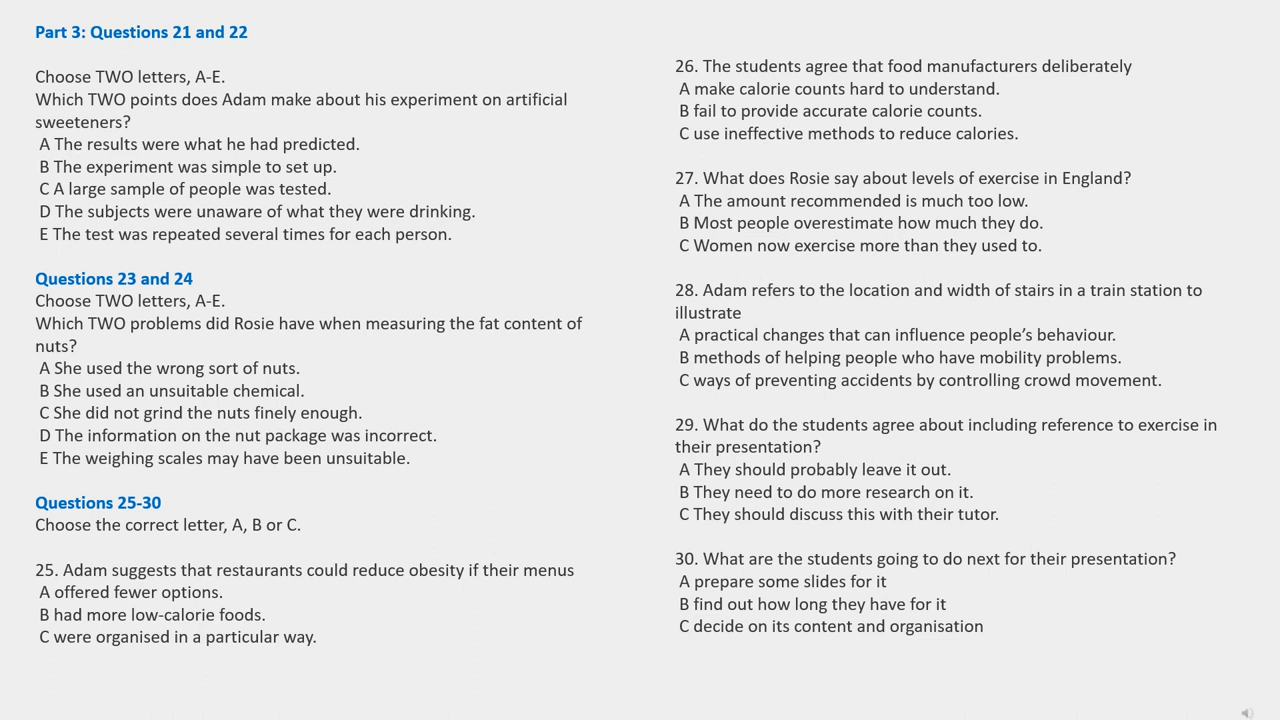 Part 3: Questions 21 and 22
Choose TWO letters, A-E.
Which TWO points does Adam make about his experiment on artificial
sweeteners?
A The results were what he had predicted.
B The experiment was simple to set up.
C A large sample of people was tested.
D The subjects were unaware of what they were drinking.
E The test was repeated several times for each person.
Questions 23 and 24
Choose TWO letters, A-E.
Which TWO problems did Rosie have when measuring the fat content of
nuts?
A She used the wrong sort of nuts.
B She used an unsuitable chemical.
C She did not grind the nuts finely enough.
D The information on the nut package was incorrect.
E The weighing scales may have been unsuitable.
Questions 25-30
Choose the correct letter, A, B or C.
25. Adam suggests that restaurants could reduce obesity if their menus
A offered fewer options.
B had more low-calorie foods.
C were organised in a particular way.
26. The students agree that food manufacturers deliberately
A make calorie counts hard to understand.
B fail to provide accurate calorie counts.
C use ineffective methods to reduce calories.
27. What does Rosie say about levels of exercise in England?
A The amount recommended is much too low.
B Most people overestimate how much they do.
C Women now exercise more than they used to.
28. Adam refers to the location and width of stairs in a train station to
illustrate
A practical changes that can influence people’s behaviour.
B methods of helping people who have mobility problems.
C ways of preventing accidents by controlling crowd movement.
29. What do the students agree about including reference to exercise in
their presentation?
A They should probably leave it out.
B They need to do more research on it.
C They should discuss this with their tutor.
30. What are the students going to do next for their presentation?
A prepare some slides for it
B find out how long they have for it
C decide on its content and organisation